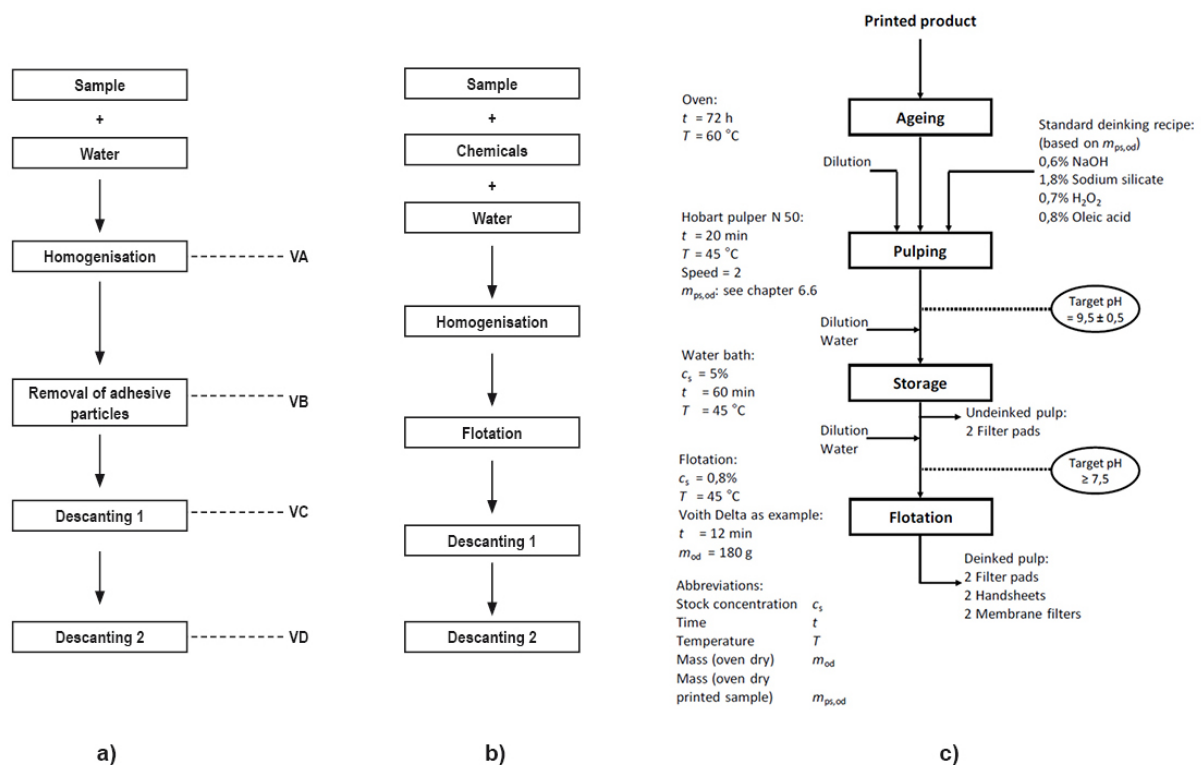 Sample
+
Water
Homogenisation
VA
Removal of adhesive
particles
VB
Descanting 1
VC
Descanting 2
VD
a)
Sample
+
Chemicals
+
Water
Homogenisation
Flotation
Descanting 1
Descanting 2
b)
Printed product
Oven:
t = 72 h
T = 60 °C
Ageing
Dilution
Standard deinking recipe:
(based on mps,od)
0,6% NaOH
1,8% Sodium silicate
0,7% H2O2
0,8% Oleic acid
Hobart pulper N 50:
t = 20 min
T = 45 °C
Speed = 2
mps,od: see chapter 6.6
Pulping
Target pH
= 9,5 ± 0,5
Dilution
Water
Water bath:
cs = 5%
t = 60 min
T = 45 °C
Storage
Undeinked pulp:
2 Filter pads
Dilution
Water
Target pH
≥ 7,5
Flotation:
cs = 0,8%
T = 45 °C
Voith Delta as example:
t = 12 min
mod = 180 g
Flotation
Deinked pulp:
2 Filter pads
2 Handsheets
2 Membrane filters
Abbreviations:
Stock concentration cs
Time t
Temperature T
Mass (oven dry) mod
Mass (oven dry
printed sample) mps,od
c)